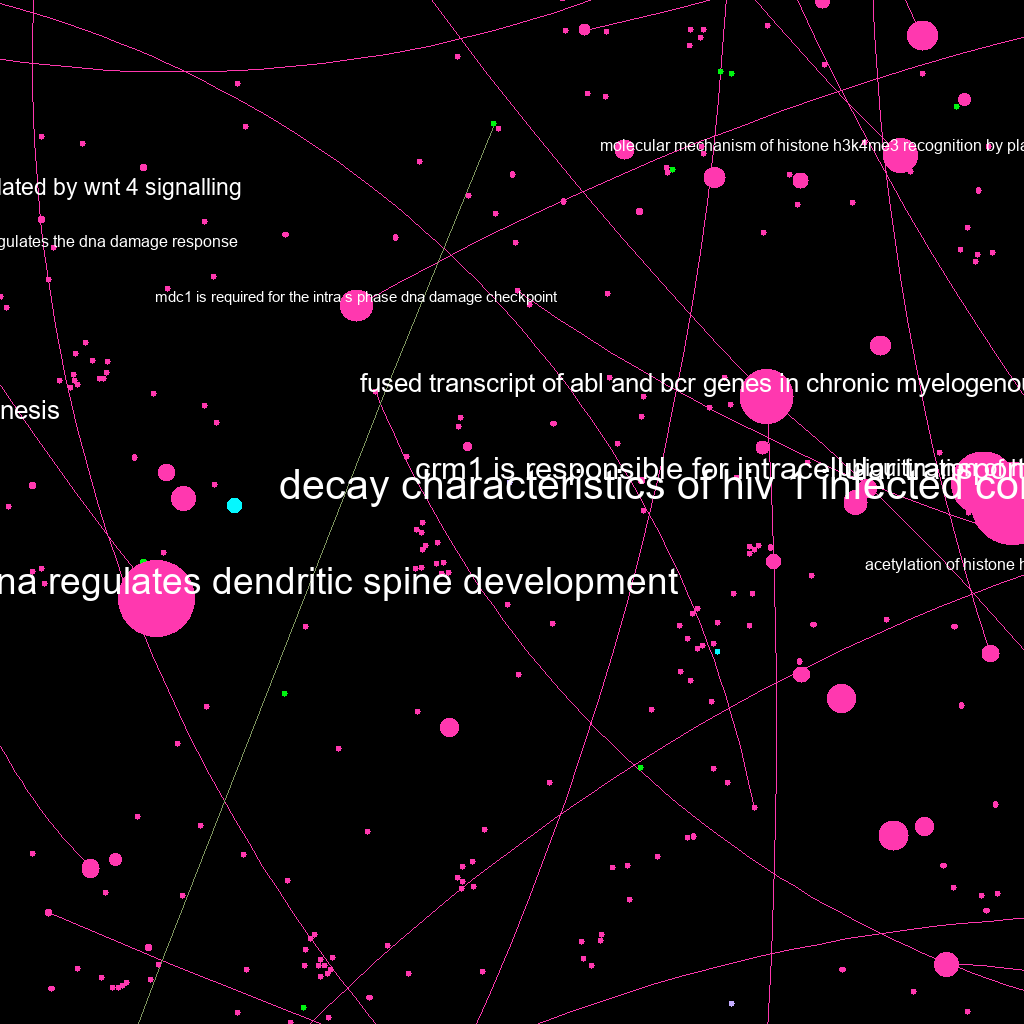 molecular mechanism of histone h3k4me3 recognition by pla
lated by wnt 4 signalling
gulates the dna damage response
mdc1 is required for the intra s phase dna damage checkpoint
fused transcript of abl and bcr genes in chronic myelogenou
nesis
crm1 is responsible for intracellular
decay characteristics of hiv 1 infected co
acetylation of histone h
na regulates dendritic spine development